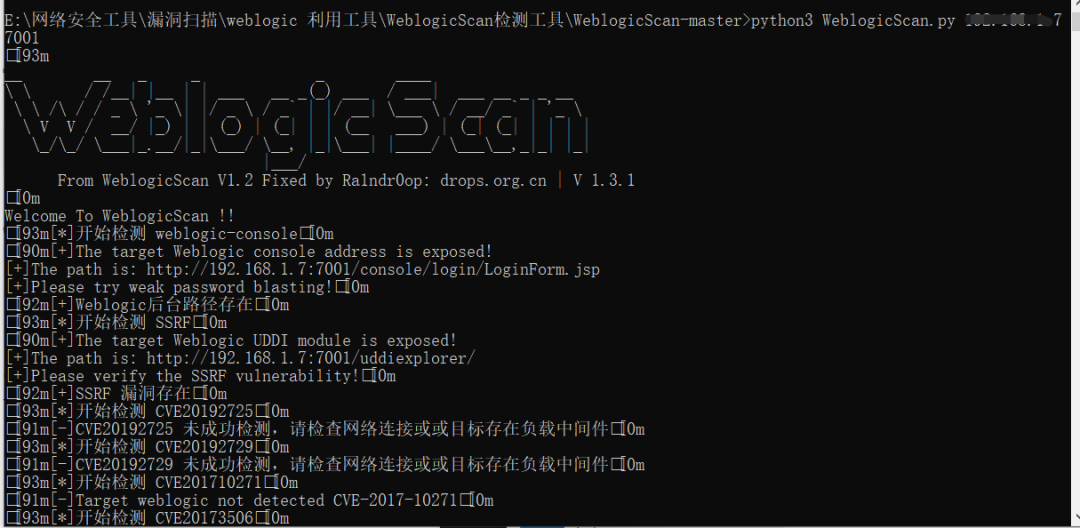 E:\网络安全工具\漏洞扫描\weblogic 利用工具\WeblogicScan检测工具\WeblogicScan-master>python3 WeblogicScan.py
7001
[93m
Weblogic Scan
From WeblogicScan V1.2 Fixed by Ra1ndr0op: drops.org.cn | V 1.3.1
[0m
Welcome To WeblogicScan !!
[93m[*]开始检测 weblogic-console[0m
[90m[+]The target Weblogic console address is exposed!
[+]The path is: http://192.168.1.7:7001/console/login/LoginForm.jsp
[+]Please try weak password blasting![0m
[92m[+]Weblogic后台路径存在[0m
[93m[*]开始检测 SSRF[0m
[90m[+]The target Weblogic UDDI module is exposed!
[+]The path is: http://192.168.1.7:7001/uddiexplorer/
[+]Please verify the SSRF vulnerability![0m
[92m[+]SSRF 漏洞存在[0m
[93m[*]开始检测 CVE20192725[0m
[91m[-]CVE20192725 未成功检测，请检查网络连接或或目标存在负载中间件[0m
[93m[*]开始检测 CVE20192729[0m
[91m[-]CVE20192729 未成功检测，请检查网络连接或或目标存在负载中间件[0m
[93m[*]开始检测 CVE201710271[0m
[91m[-]Target weblogic not detected CVE-2017-10271[0m
[93m[*]开始检测 CVE20173506[0m